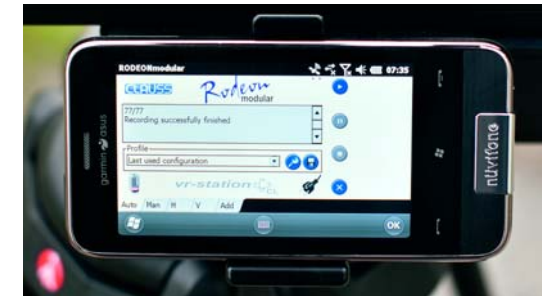 RODEONmodular
07:35
CLAUSS
Rodeon
modular
77/77
Recording successfully finished
Profile
Last used configuration
vr-station
CL
Auto Man H V Add
OK
garmin asus
nüvifone